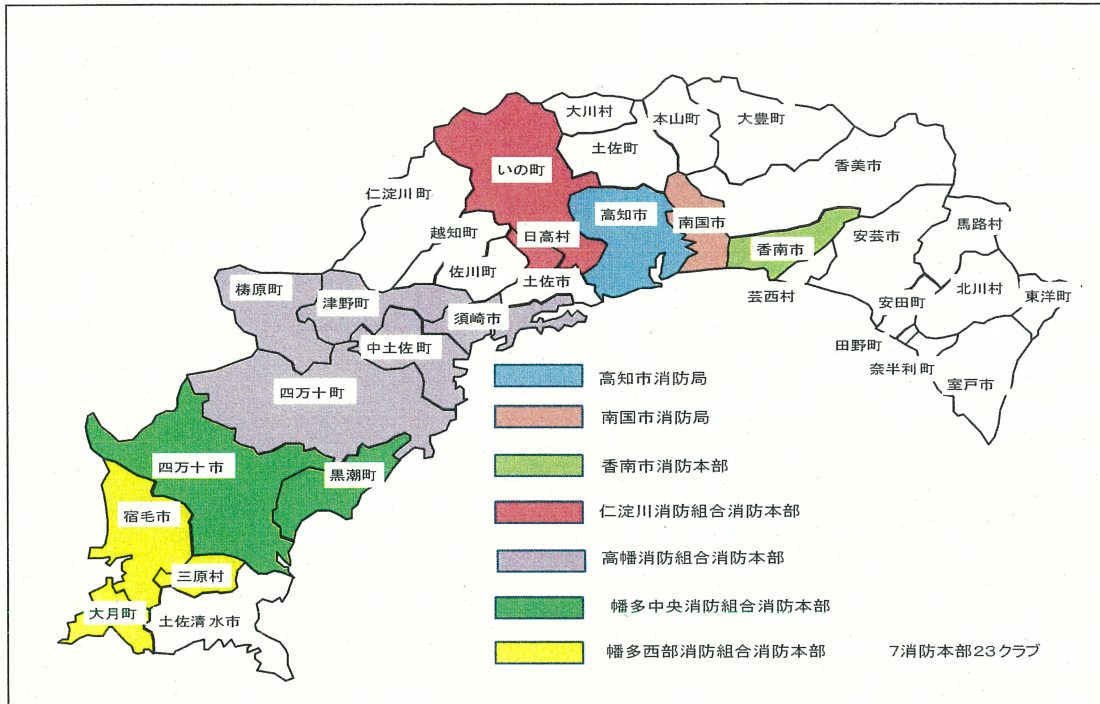 大川村
本山町
大豊町
土佐町
いの町
香美市
仁淀川町
高知市
南国市
馬路村
越知町
日高村
香南市
安芸市
佐川町
土佐市
梼原町
津野町
須崎市
芸西村
安田町
北川村
東洋町
中土佐町
田野町
奈半利町
室戸市
四万十町
四万十市
黒潮町
宿毛市
三原村
大月町
土佐清水市
高知市消防局
南国市消防局
香南市消防本部
仁淀川消防組合消防本部
高幡消防組合消防本部
幡多中央消防組合消防本部
幡多西部消防組合消防本部 7消防本部23クラブ